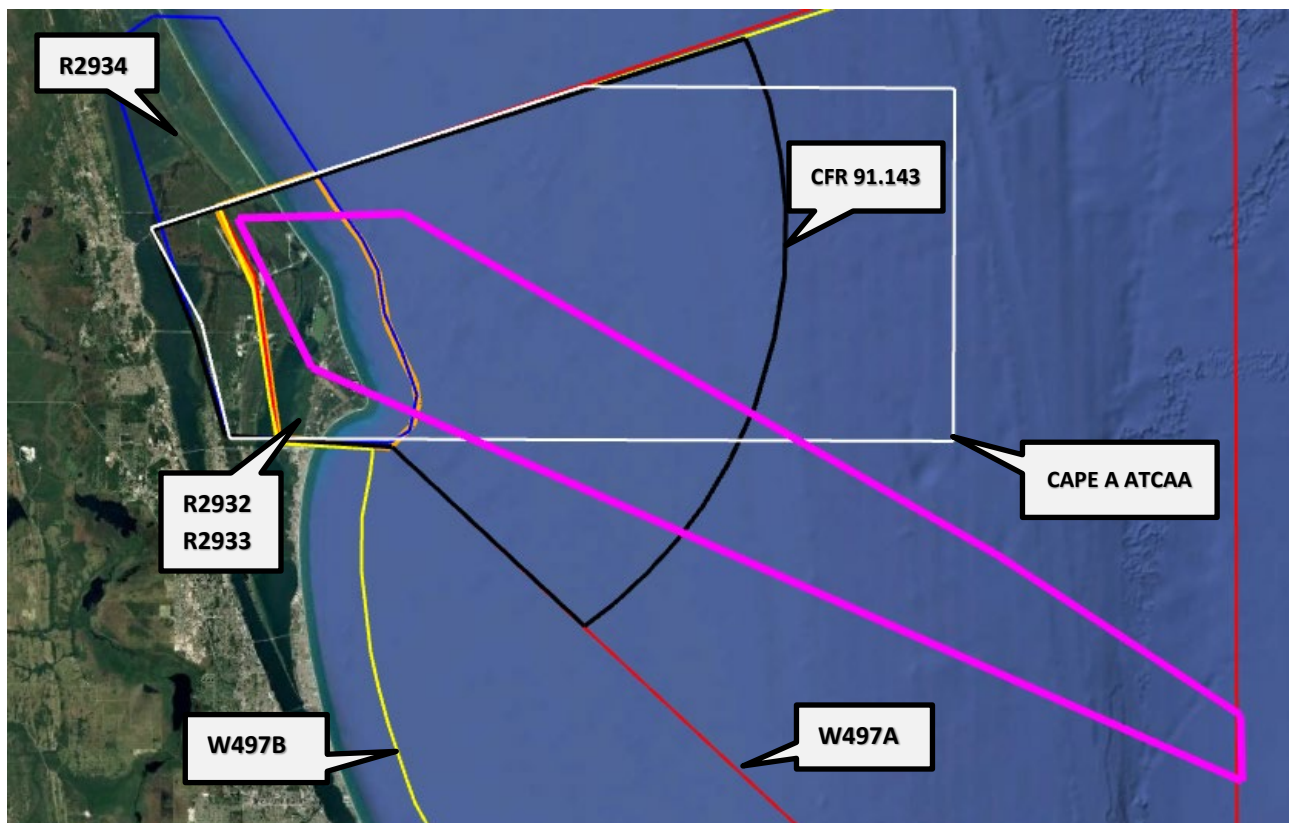 R2934
CFR 91.143
CAPE A ATCAA
R2932
R2933
W497B
W497A